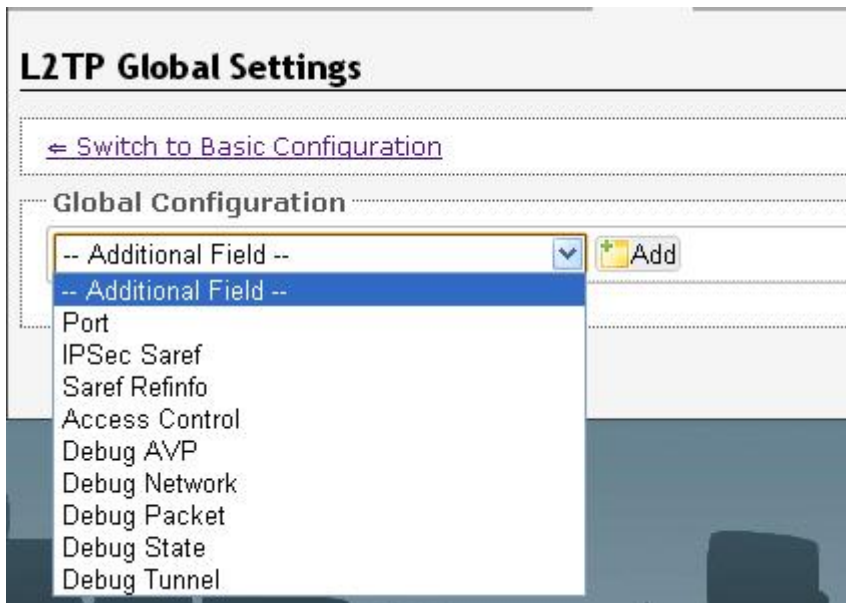 L2TP Global Settings
⇐ Switch to Basic Configuration
Global Configuration
-- Additional Field --
Add
-- Additional Field --
Port
IPSec Saref
Saref Refinfo
Access Control
Debug AVP
Debug Network
Debug Packet
Debug State
Debug Tunnel